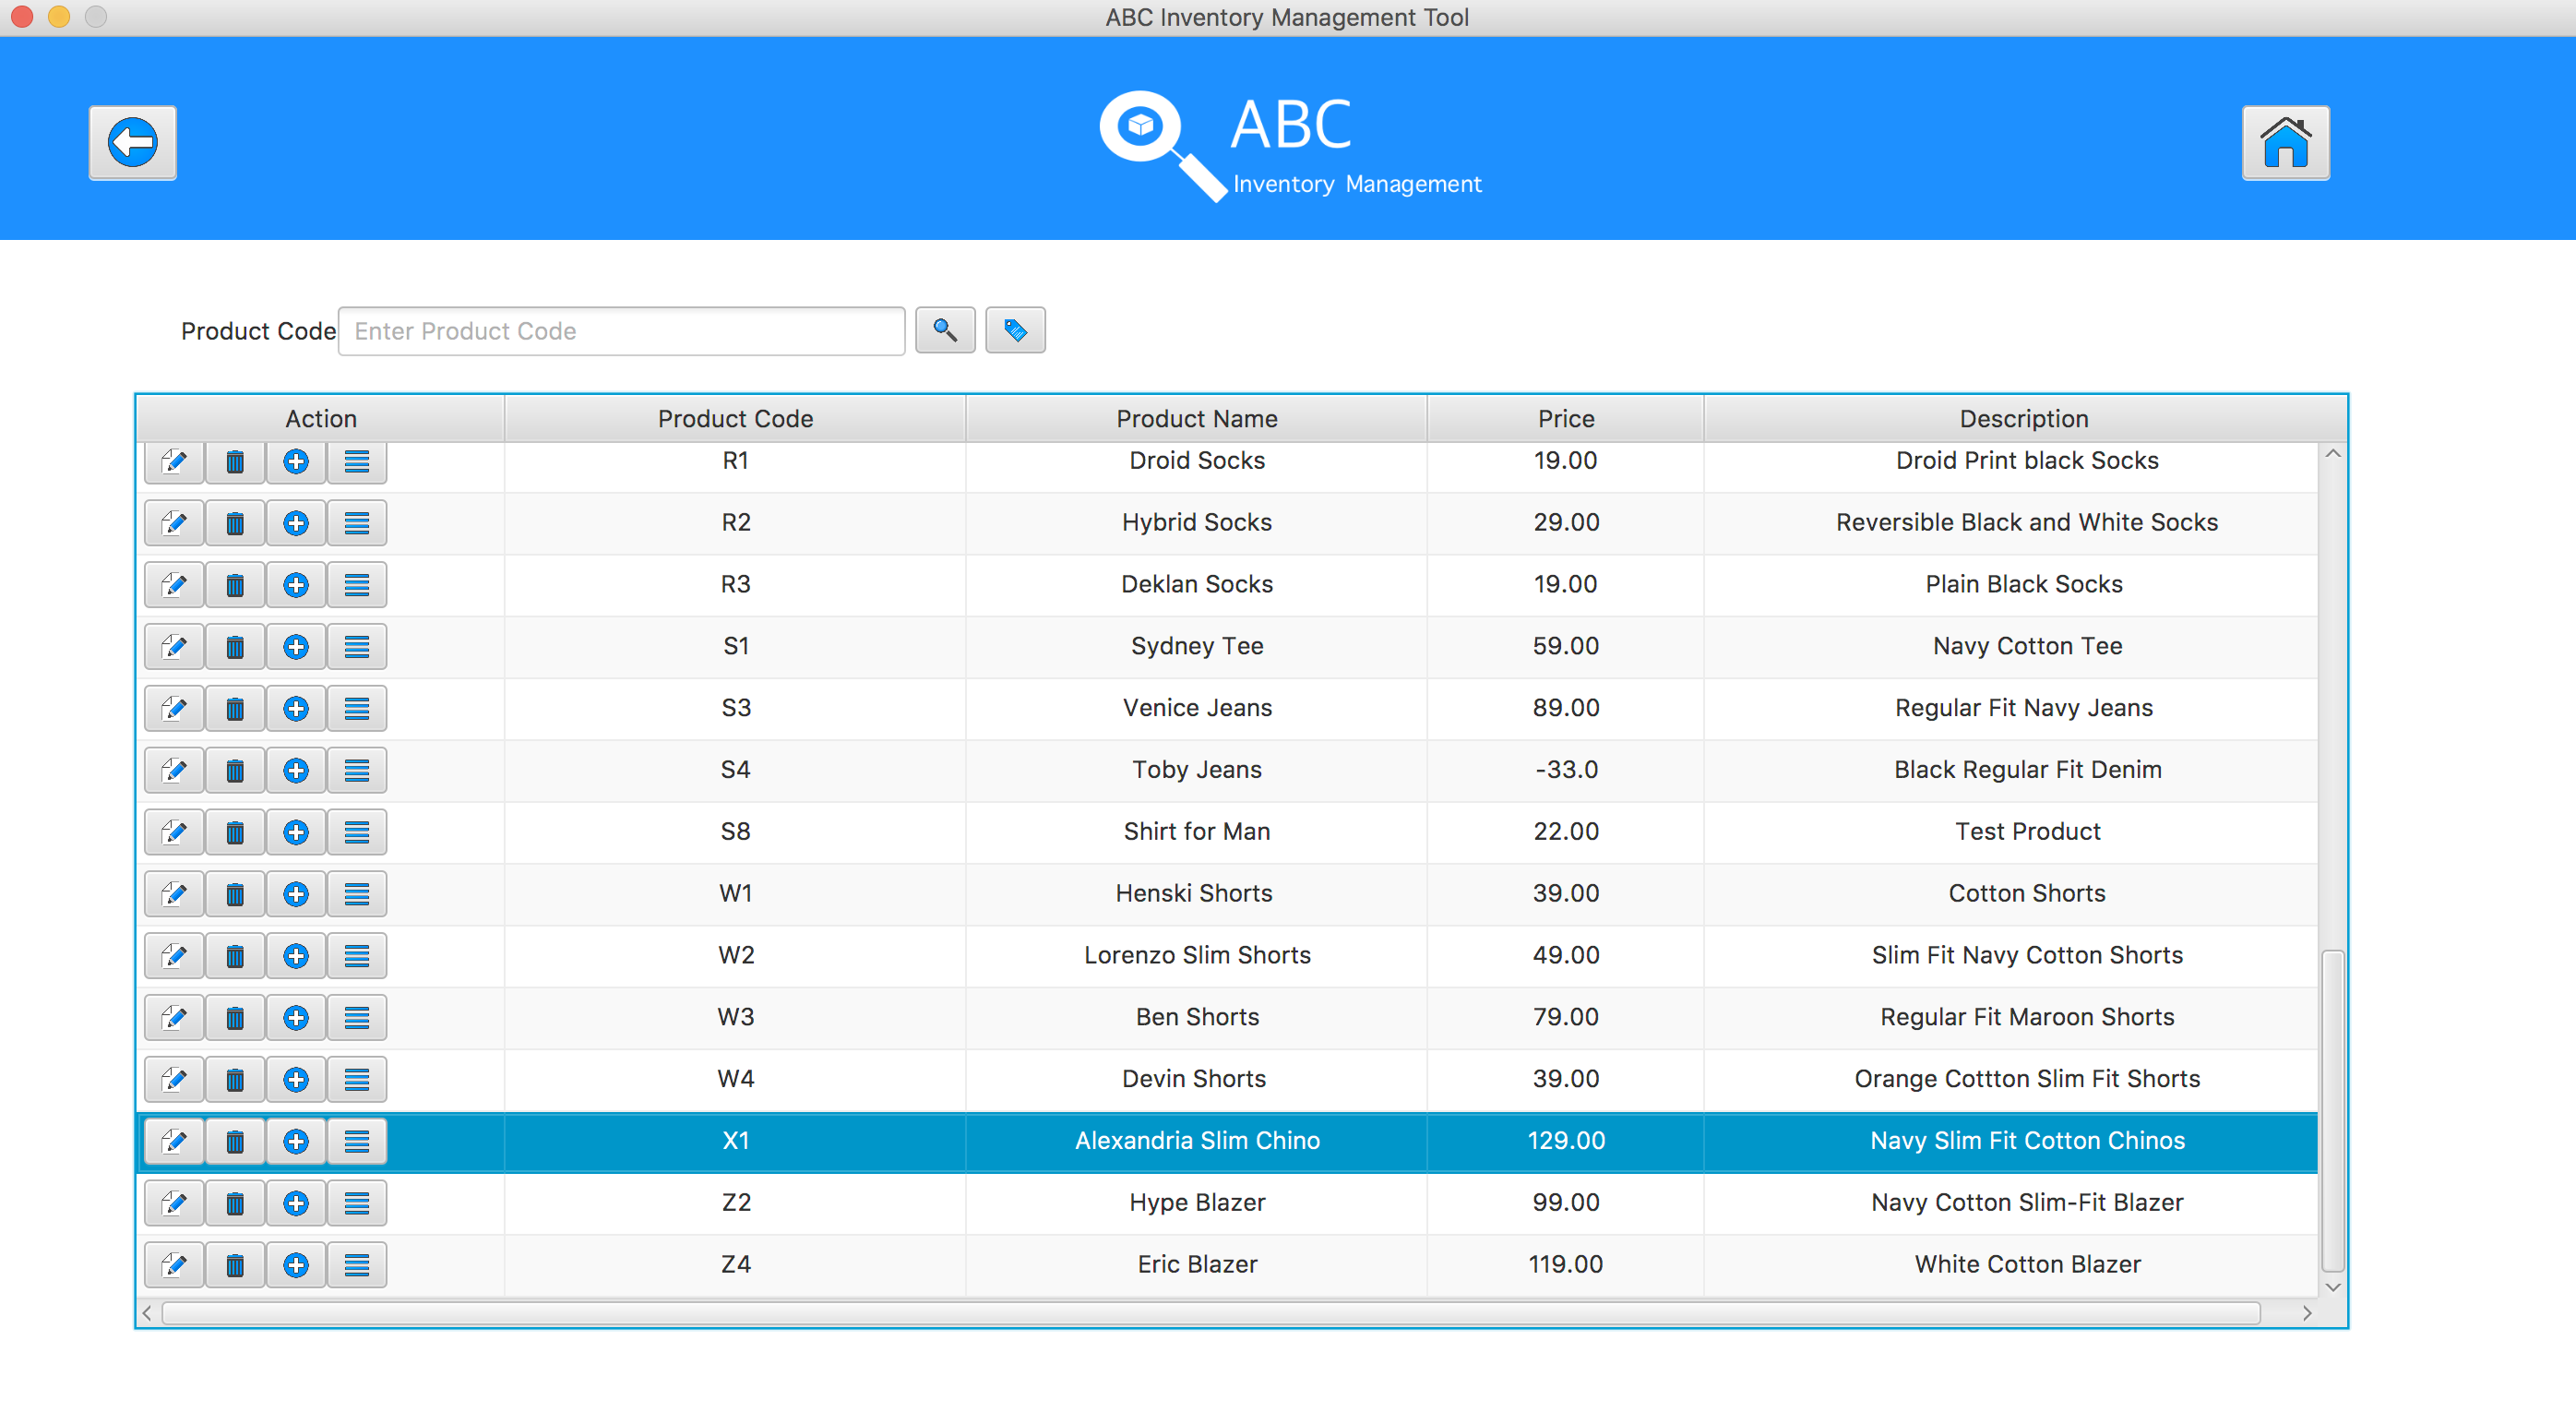 ABC Inventory Management Tool
ABC
Inventory Management
Product Code Enter Product Code
Action Product Code Product Name Price Description
R1 Droid Socks 19.00 Droid Print black Socks
R2 Hybrid Socks 29.00 Reversible Black and White Socks
R3 Deklan Socks 19.00 Plain Black Socks
S1 Sydney Tee 59.00 Navy Cotton Tee
S3 Venice Jeans 89.00 Regular Fit Navy Jeans
S4 Toby Jeans -33.0 Black Regular Fit Denim
S8 Shirt for Man 22.00 Test Product
W1 Henski Shorts 39.00 Cotton Shorts
W2 Lorenzo Slim Shorts 49.00 Slim Fit Navy Cotton Shorts
W3 Ben Shorts 79.00 Regular Fit Maroon Shorts
W4 Devin Shorts 39.00 Orange Cottton Slim Fit Shorts
X1 Alexandria Slim Chino 129.00 Navy Slim Fit Cotton Chinos
Z2 Hype Blazer 99.00 Navy Cotton Slim-Fit Blazer
Z4 Eric Blazer 119.00 White Cotton Blazer